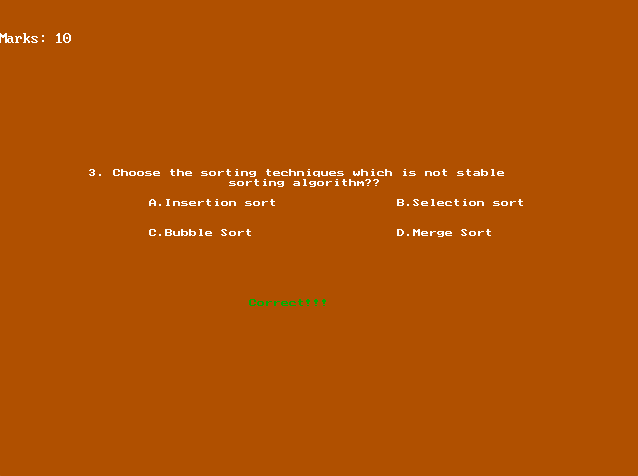 Marks: 10
3. Choose the sorting techniques which is not stable
sorting algorithm??
A.Insertion sort B.Selection sort
C.Bubble Sort D.Merge Sort